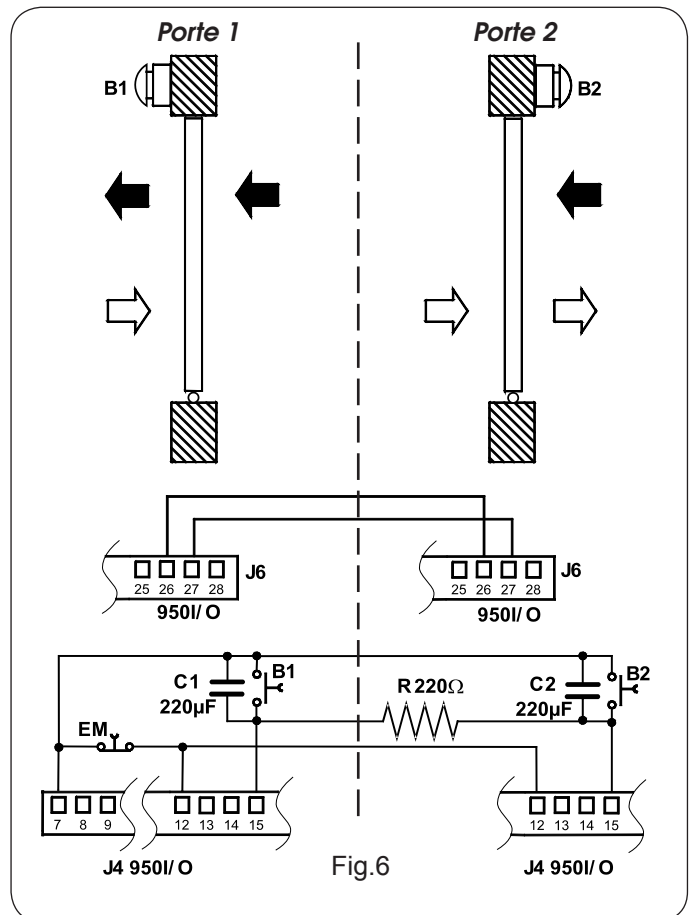 Porte 1 Porte 2
B1 B2
J6 J6
25 26 27 28 25 26 27 28
950I/ O 950I/ O
B1 B2
C1 R 220Ω C2
220µF 220µF
EM
7 8 9 12 13 14 15 12 13 14 15
J4 950I/ O Fig.6 J4 950I/ O